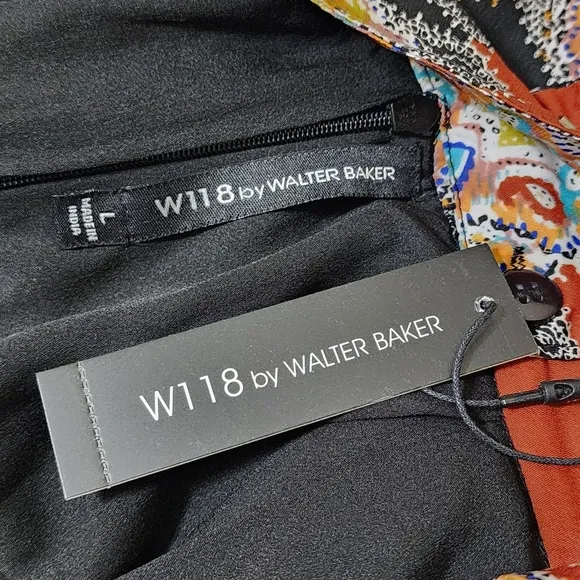 W118 by WALTER BAKER
L
MADE IN
INDIA
W118 by WALTER BAKER